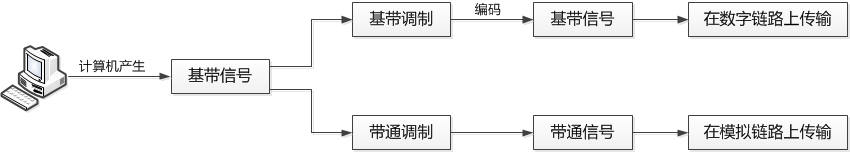 计算机产生
基带信号
基带调制
编码
基带信号
在数字链路上传输
带通调制
带通信号
在模拟链路上传输